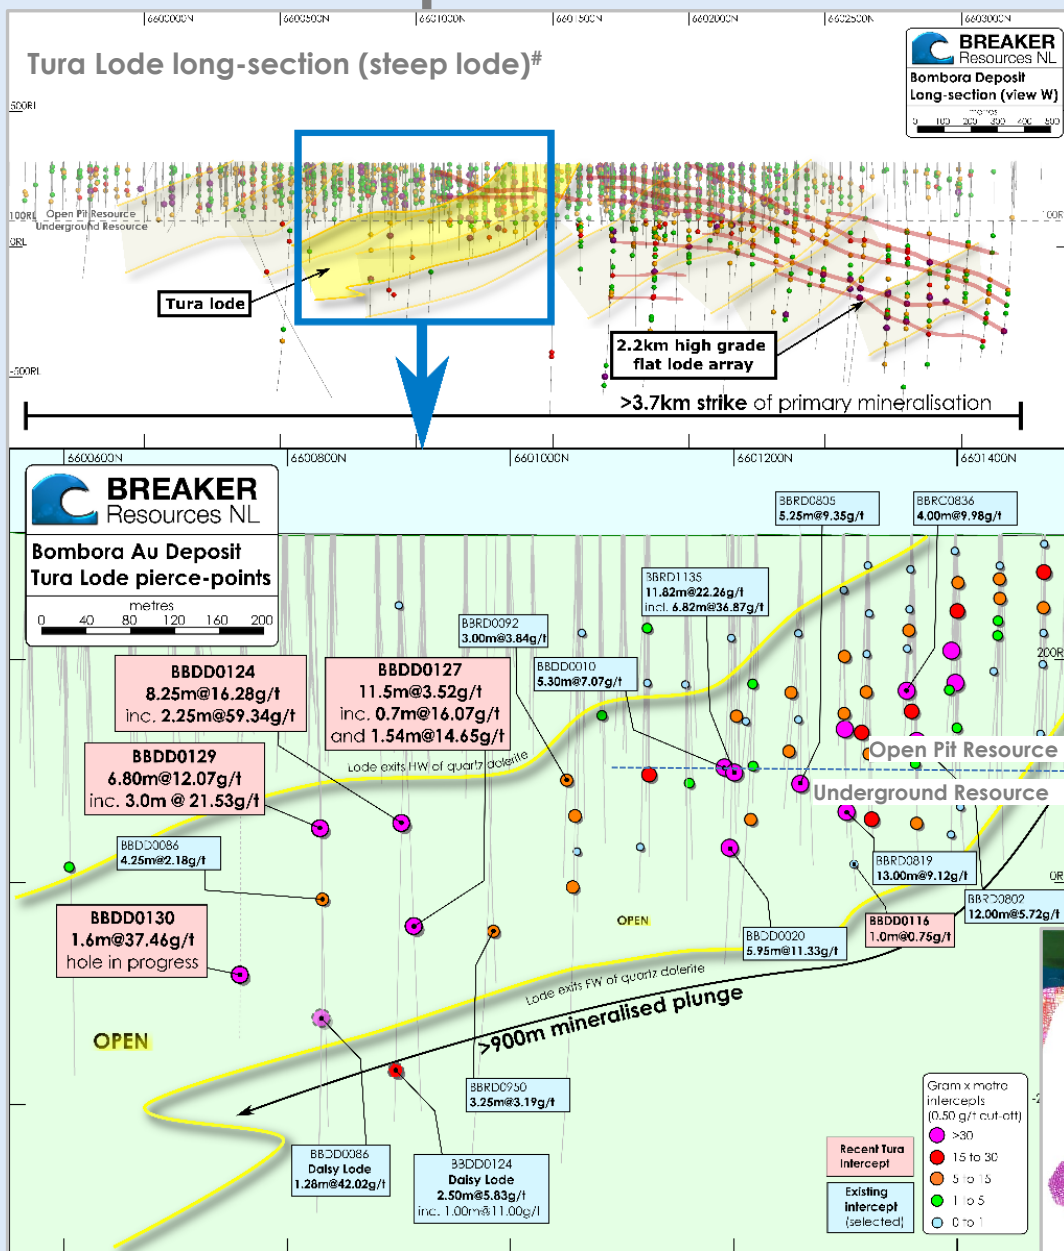 6600000N
6600500N
6601000N
6601500N
6602000N
6602500N
6603000N
Tura Lode long-section (steep lode)#
BREAKER
Resources NL
Bombora Deposit
Long-section (view W)
metres
0 100 200 300 400 500
500RL
100RL
Open Pit Resource
Underground Resource
0RL
-500RL
Tura lode
2.2km high grade
flat lode array
>3.7km strike of primary mineralisation
6600600N
6600800N
6601000N
6601200N
6601400N
BREAKER
Resources NL
Bombora Au Deposit
Tura Lode pierce-points
metres
0 40 80 120 160 200
BBRD0805
5.25m@9.35g/t
BBRC0836
4.00m@9.98g/t
BBRD1135
11.82m@22.26g/t
incl. 6.82m@36.87g/t
BBRD0092
3.00m@3.84g/t
BBDD0010
5.30m@7.07g/t
BBDD0124
8.25m@16.28g/t
inc. 2.25m@59.34g/t
BBDD0127
11.5m@3.52g/t
inc. 0.7m@16.07g/t
and 1.54m@14.65g/t
200R
BBDD0129
6.80m@12.07g/t
inc. 3.0m @ 21.53g/t
Lode exits HW of quartz dolerite
Open Pit Resource
Underground Resource
BBDD0086
4.25m@2.18g/t
BBRD0819
13.00m@9.12g/t
0R
BBRD0802
12.00m@5.72g/t
BBDD0130
1.6m@37.46g/t
hole in progress
OPEN
BBDD0116
1.0m@0.75g/t
BBDD0020
5.95m@11.33g/t
Lode exits FW of quartz dolerite
>900m mineralised plunge
OPEN
BBRD0950
3.25m@3.19g/t
-2
BBDD0086
Daisy Lode
1.28m@42.02g/t
BBDD0124
Daisy Lode
2.50m@5.83g/t
inc. 1.00m@11.00g/t
Recent Tura
Intercept
Existing
intercept
(selected)
Gram x metre
intercepts
(0.50 g/t cut-off)
>30
15 to 30
5 to 15
1 to 5
0 to 1